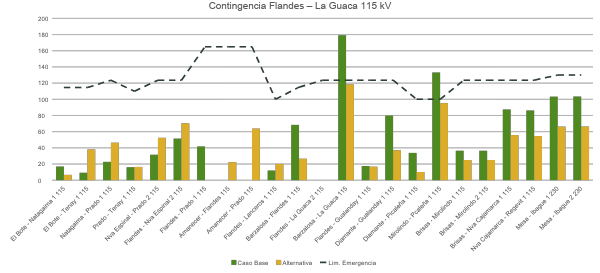 Contingencia Flandes – La Guaca 115 kV
200
180
160
140
120
100
80
60
40
20
0
El Bote - Natagaima 1 115
El Bote - Tenay 1 115
Natagaima - Prado 1 115
Prado - Tenay 1 115
Nva Espinal - Prado 2 115
Flandes - Nva Espinal 2 115
Flandes - Prado 1 115
Amanecer - Flandes 115
Amanecer - Prado 115
Flandes - Lanceros 1 115
Barzalosa - Flandes 1 115
Flandes - La Guaca 2 115
Barzalosa - La Guaca 115
Flandes - Gualanday 1 115
Diamante - Gualanday 1 115
Diamante - Picaleña 1 115
Mirolindo - Picaleña 1 115
Brisas - Mirolindo 1 115
Brisas - Mirolindo 2 115
Brisas - Nva Cajamarca 1 115
Nva Cajamarca - Regivit 1 115
Mesa - Ibague 1 230
Mesa - Ibague 2 230
Caso Base Alternativa Lim. Emergencia